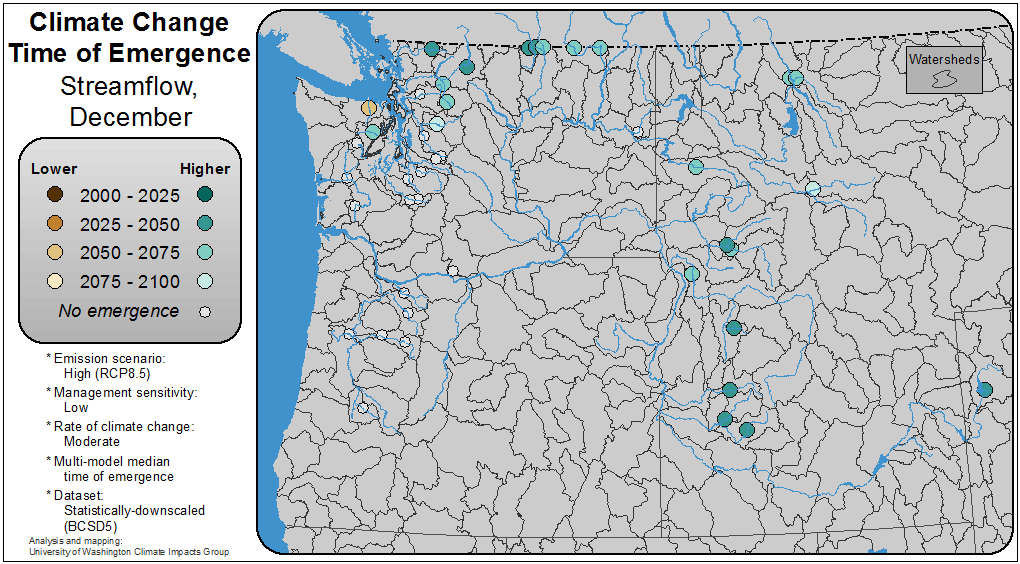 Climate Change
Time of Emergence
Streamflow,
December
Lower Higher
2000 - 2025
2025 - 2050
2050 - 2075
2075 - 2100
No emergence
* Emission scenario:
High (RCP8.5)
* Management sensitivity:
Low
* Rate of climate change:
Moderate
* Multi-model median
time of emergence
* Dataset:
Statistically-downscaled
(BCSD5)
Analysis and mapping:
University of Washington Climate Impacts Group
Watersheds